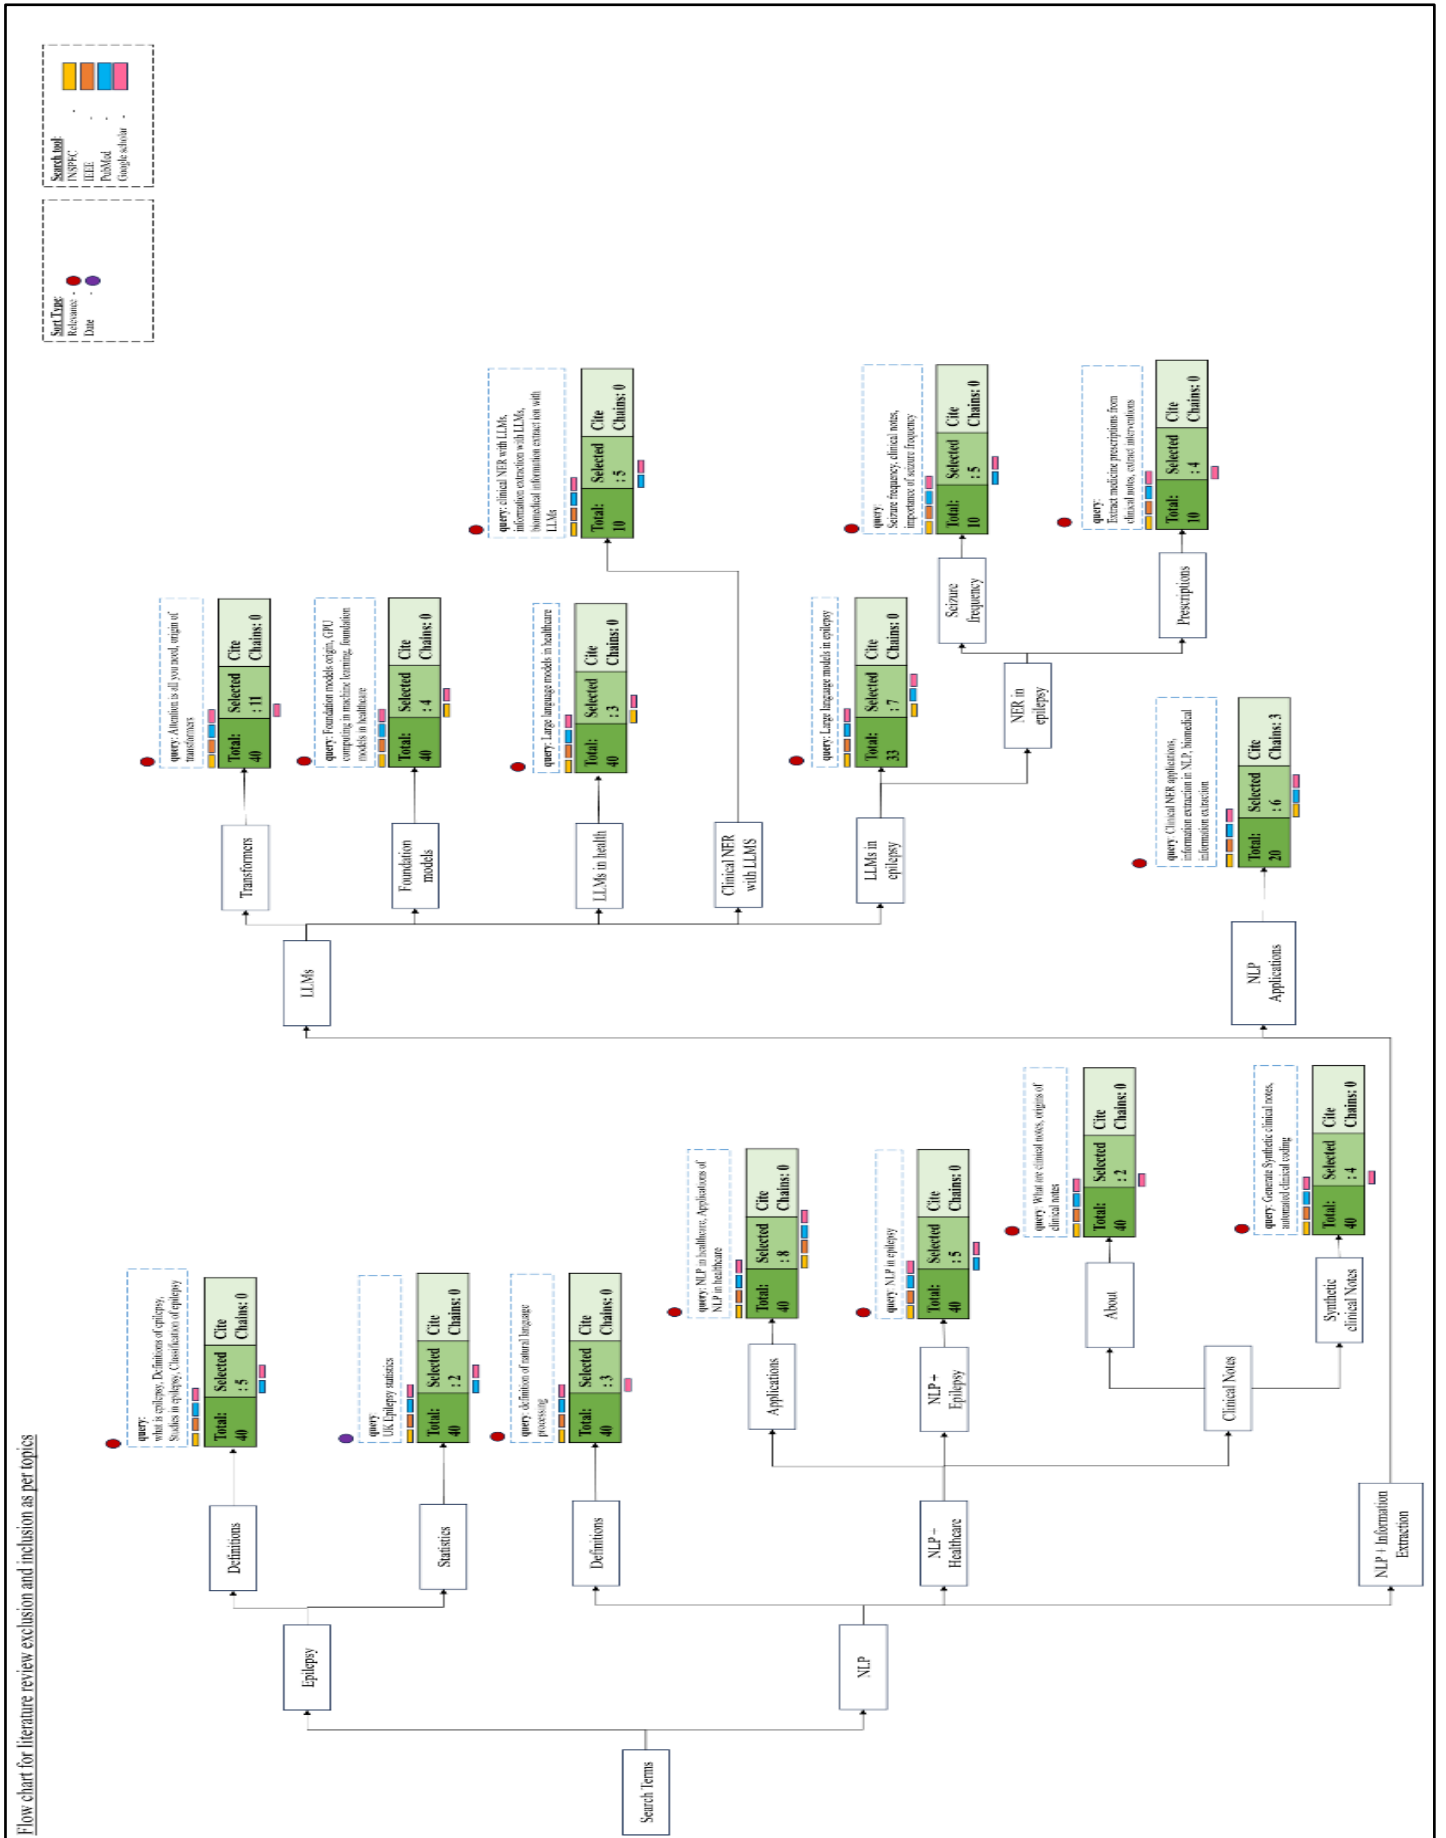 Flow chart for literature review exclusion and inclusion as per topics
Search Terms
Epilepsy
Definitions
query:
what is epilepsy, Definitions of epilepsy,
Studies in epilepsy, Classification of epilepsy
Total:
40
Selected
: 5
Cite
Chains: 0
Statistics
query:
UK Epilepsy statistics
Total:
40
Selected
: 2
Cite
Chains: 0
NLP
Definitions
query: definition of natural language
processing
Total:
40
Selected
: 3
Cite
Chains: 0
NLP –
Healthcare
Applications
query: NLP in healthcare, Applications of
NLP in healthcare
Total:
40
Selected
: 8
Cite
Chains: 0
NLP +
Epilepsy
query: NLP in epilepsy
Total:
40
Selected
: 5
Cite
Chains: 0
Clinical Notes
About
query: What are clinical notes, origins of
clinical notes
Total:
40
Selected
: 2
Cite
Chains: 0
Synthetic
clinical Notes
query: Generate Synthetic clinical notes,
automated clinical coding
Total:
40
Selected
: 4
Cite
Chains: 0
NLP + Information
Extraction
LLMs
Transformers
query: Attention is all you need, origin of
transformers
Total:
40
Selected
: 11
Cite
Chains: 0
Foundation
models
query: Foundation models origin, GPU
computing in machine learning, foundation
models in healthcare
Total:
40
Selected
: 4
Cite
Chains: 0
LLMs in health
query: Large language models in healthcare
Total:
40
Selected
: 3
Cite
Chains: 0
Clinical NER
with LLMS
query: clinical NER with LLMs,
information extraction with LLMs,
biomedical information extract ion with
LLMs
Total:
10
Selected
: 5
Cite
Chains: 0
LLMs in
epilepsy
query: Large language models in epilepsy
Total:
33
Selected
: 7
Cite
Chains: 0
NER in
epilepsy
Seizure
frequency
query:
Seizure frequency, clinical notes,
importance of seizure frequency
Total:
10
Selected
: 5
Cite
Chains: 0
Prescriptions
query:
Extract medicine prescriptions from
clinical notes, extract interventions
Total:
10
Selected
: 4
Cite
Chains: 0
NLP
Applications
query: Clinical NER applications,
information extraction in NLP, biomedical
information extraction
Total:
20
Selected
: 6
Cite
Chains: 3
Sort Type:
Relevance -
Date -
Search tool:
INSPEC -
IEEE -
PubMed -
Google scholar -